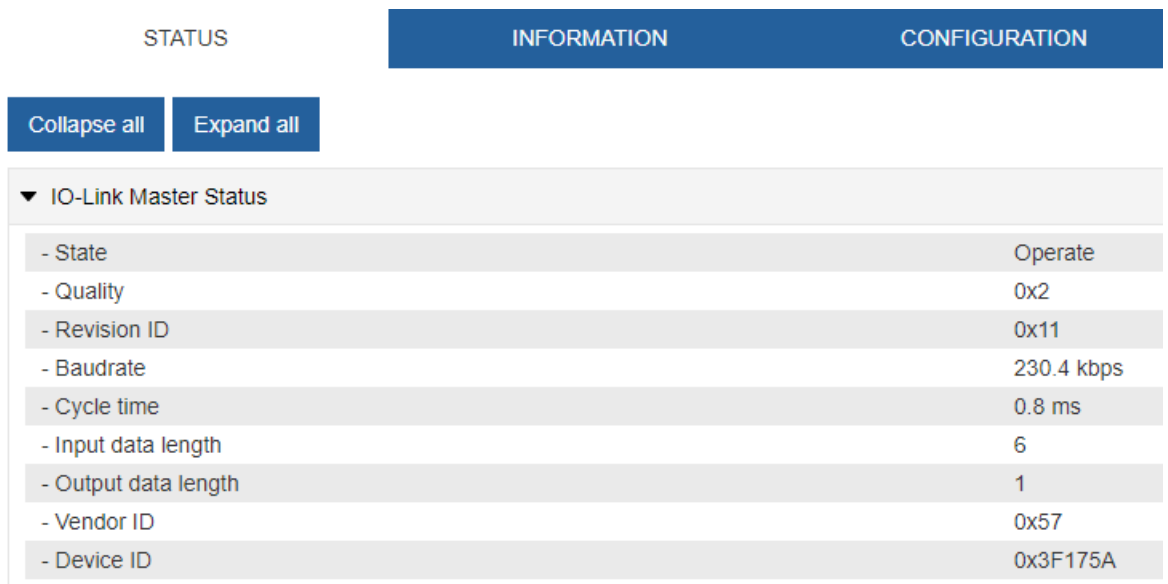 STATUS INFORMATION CONFIGURATION
Collapse all Expand all
IO-Link Master Status
- State Operate
- Quality 0x2
- Revision ID 0x11
- Baudrate 230.4 kbps
- Cycle time 0.8 ms
- Input data length 6
- Output data length 1
- Vendor ID 0x57
- Device ID 0x3F175A